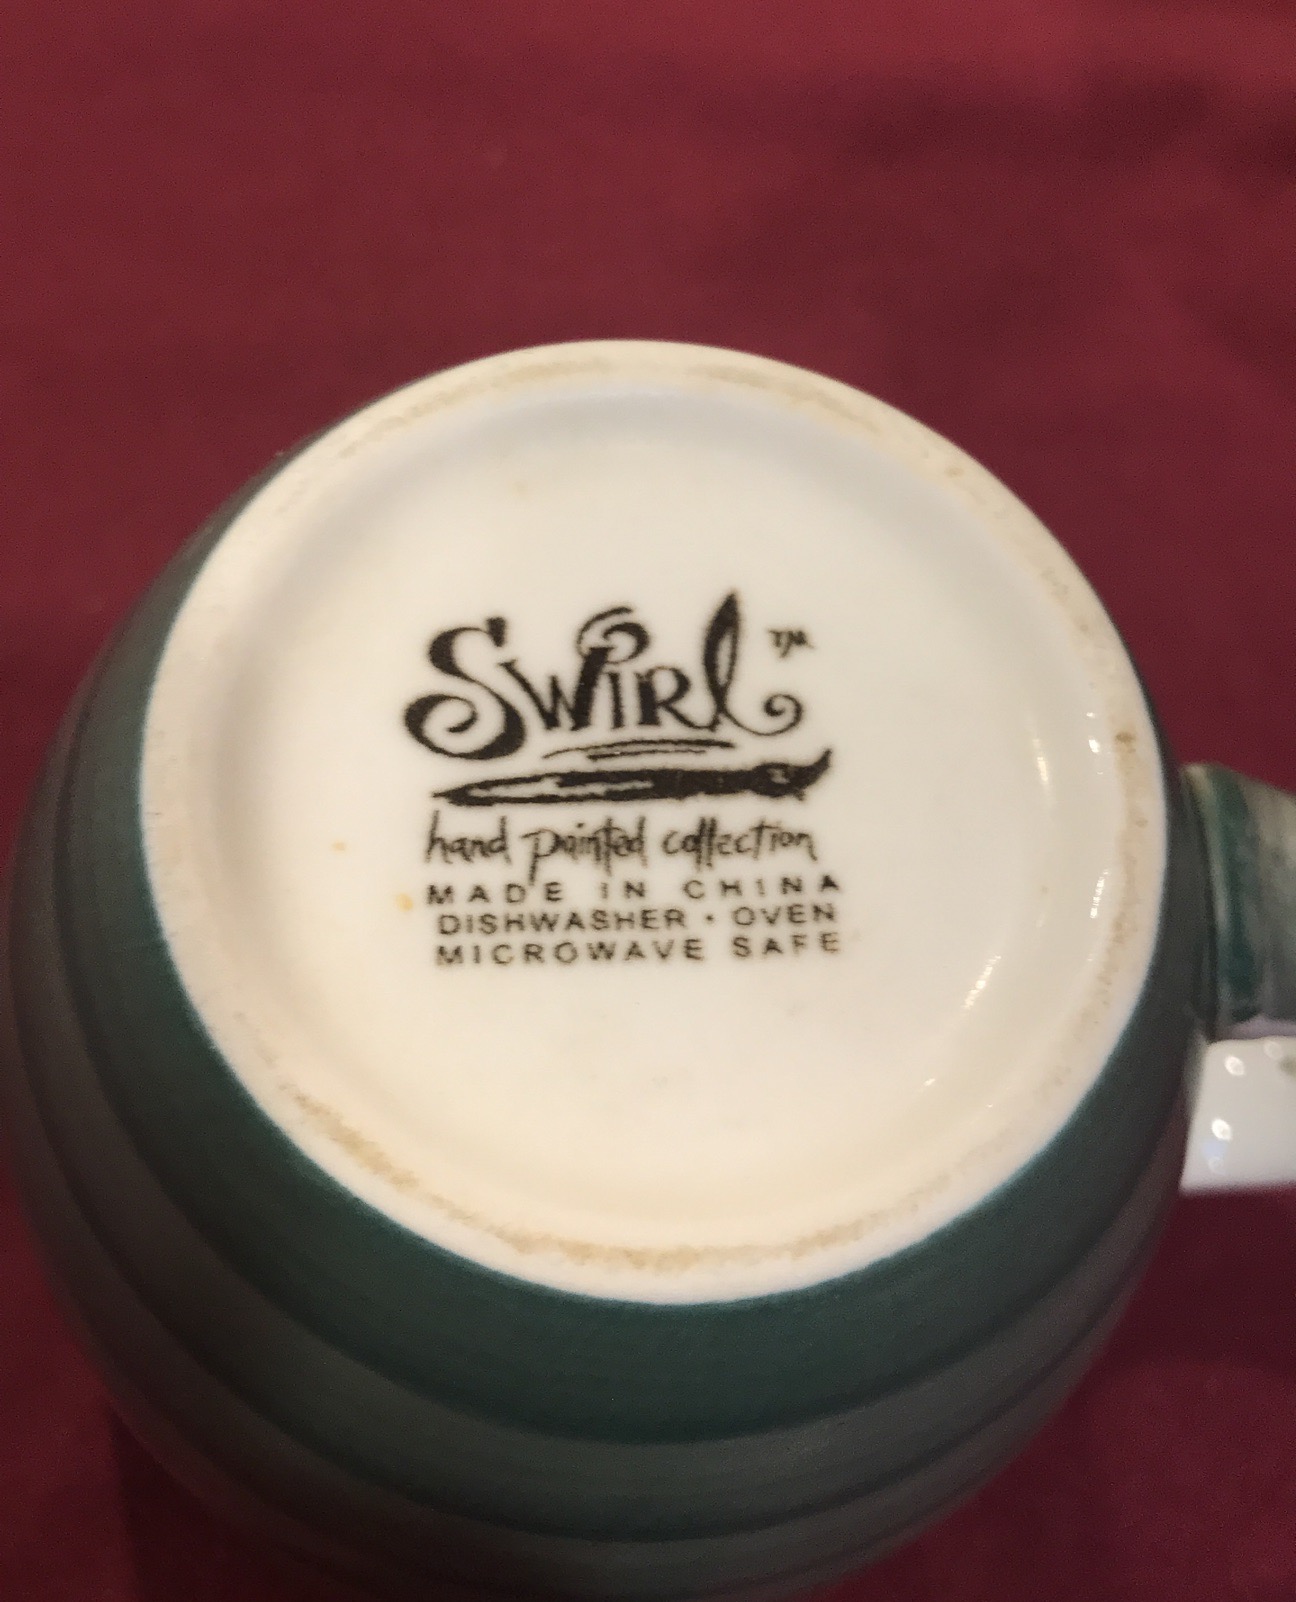 Swirl™
hand painted collection
MADE IN CHINA
DISHWASHER • OVEN
MICROWAVE SAFE